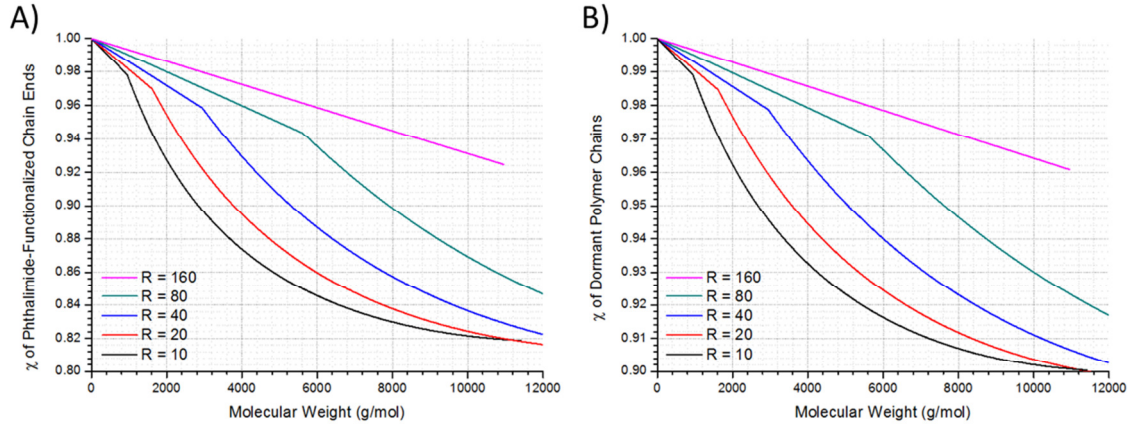 A)
χ of Phthalimide-Functionalized Chain Ends
1.00
0.98
0.96
0.94
0.92
0.90
0.88
0.86
0.84
0.82
0.80
R = 160
R = 80
R = 40
R = 20
R = 10
0 2000 4000 6000 8000 10000 12000
Molecular Weight (g/mol)
B)
χ of Dormant Polymer Chains
1.00
0.99
0.98
0.97
0.96
0.95
0.94
0.93
0.92
0.91
0.90
R = 160
R = 80
R = 40
R = 20
R = 10
0 2000 4000 6000 8000 10000 12000
Molecular Weight (g/mol)